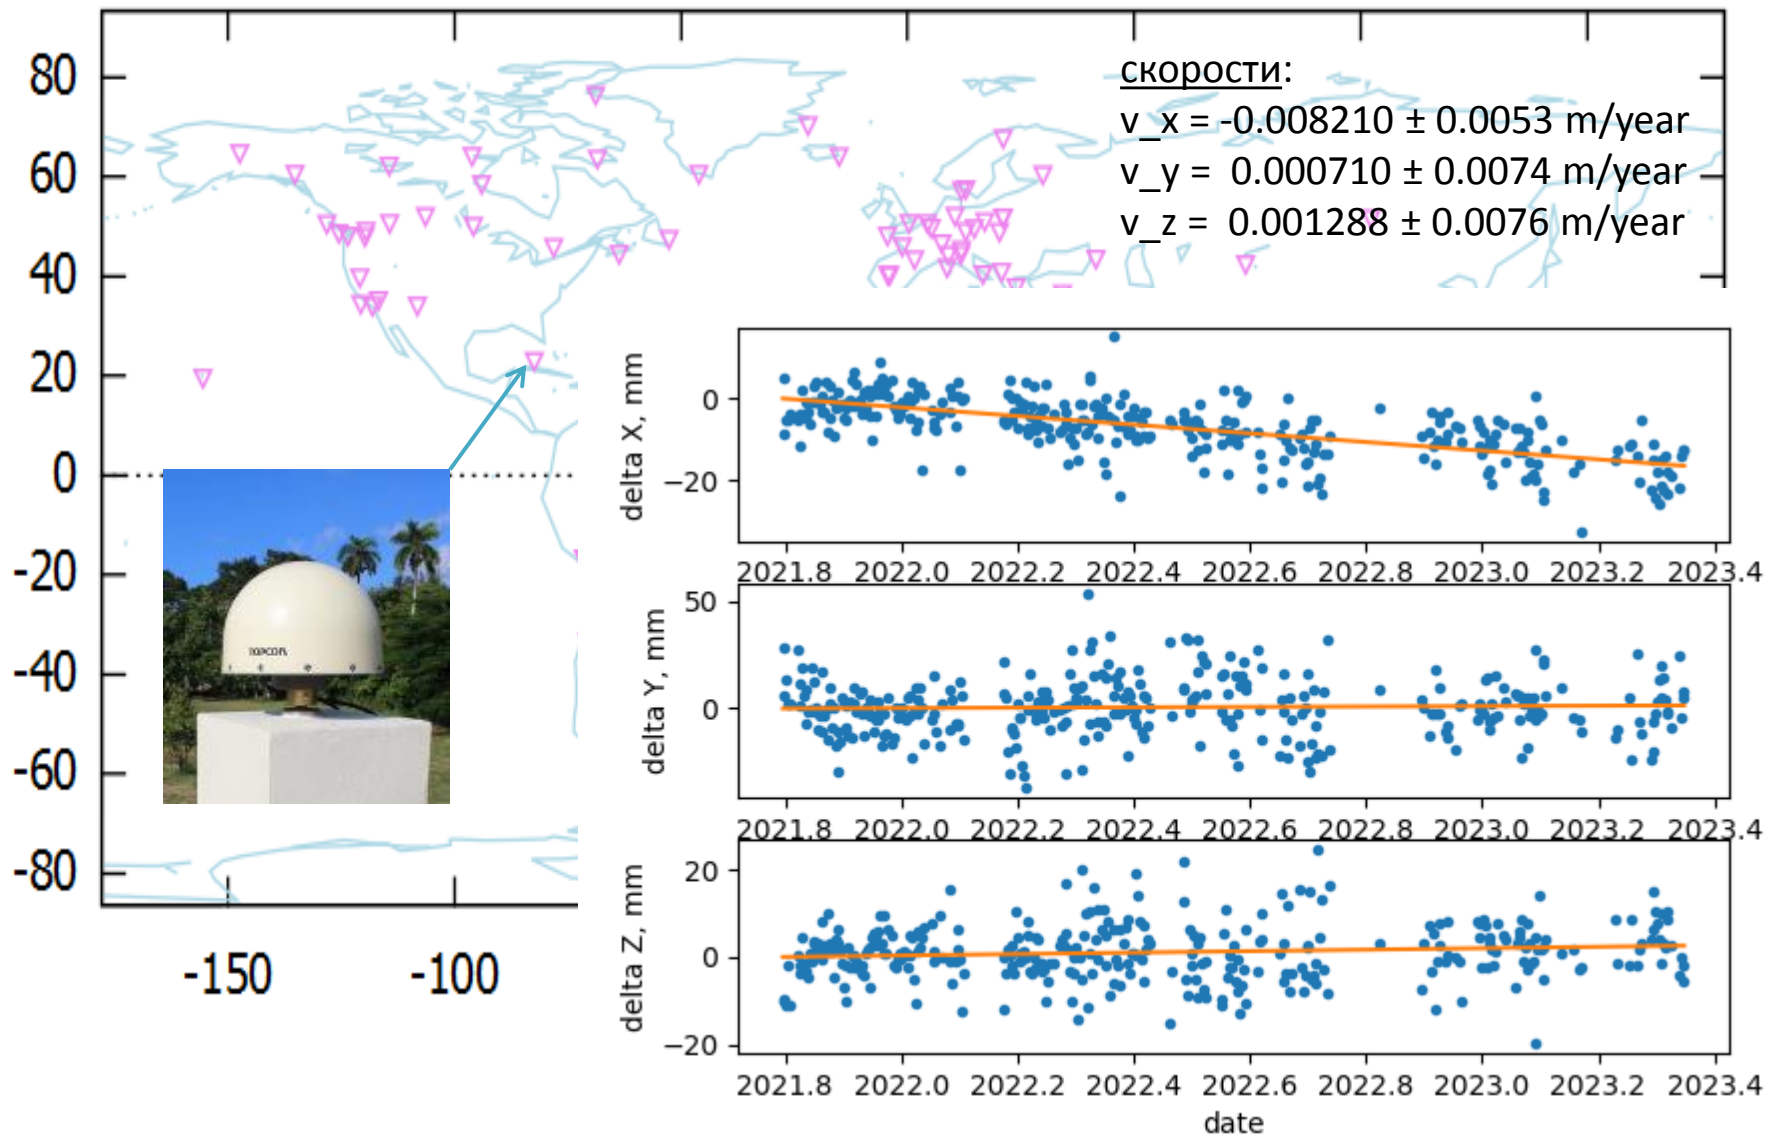 скорости:
v_x = -0.008210 ± 0.0053 m/year
v_y =  0.000710 ± 0.0074 m/year
v_z =  0.001288 ± 0.0076 m/year
80
60
40
20
0
-20
-40
-60
-80
-150 -100
TOPCON
delta X, mm
0
−20
2021.8 2022.0 2022.2 2022.4 2022.6 2022.8 2023.0 2023.2 2023.4
delta Y, mm
50
0
2021.8 2022.0 2022.2 2022.4 2022.6 2022.8 2023.0 2023.2 2023.4
delta Z, mm
20
0
−20
2021.8 2022.0 2022.2 2022.4 2022.6 2022.8 2023.0 2023.2 2023.4
date